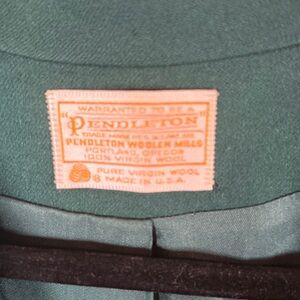 WARRANTED TO BE A
"PENDLETON"
TRADE MARK REG. U.S. PAT. OFF.
PENDLETON WOOLEN MILLS
PORTLAND, OREGON
100% VIRGIN WOOL
PURE VIRGIN WOOL
MADE IN U.S.A.